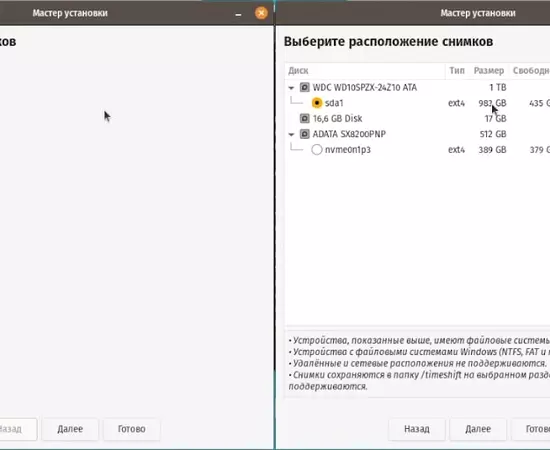 Мастер установки
ков
Назад
Далее
Готово
Мастер установки
Выберите расположение снимков
Диск Тип Размер Свободно
WDC WD10SPZX-24Z10 ATA 1 TB
sda1 ext4 983 GB 435 G
16,6 GB Disk 17 GB
ADATA SX8200PNP 512 GB
nvme0n1p3 ext4 389 GB 379 G
• Устройства, показанные выше, имеют файловые системы
• Устройства с файловыми системами Windows (NTFS, FAT и
• Удалённые и сетевые расположения не поддерживаются.
• Снимки сохраняются в папку /timeshift на выбранном разд
поддерживаются.
Назад
Далее
Готово